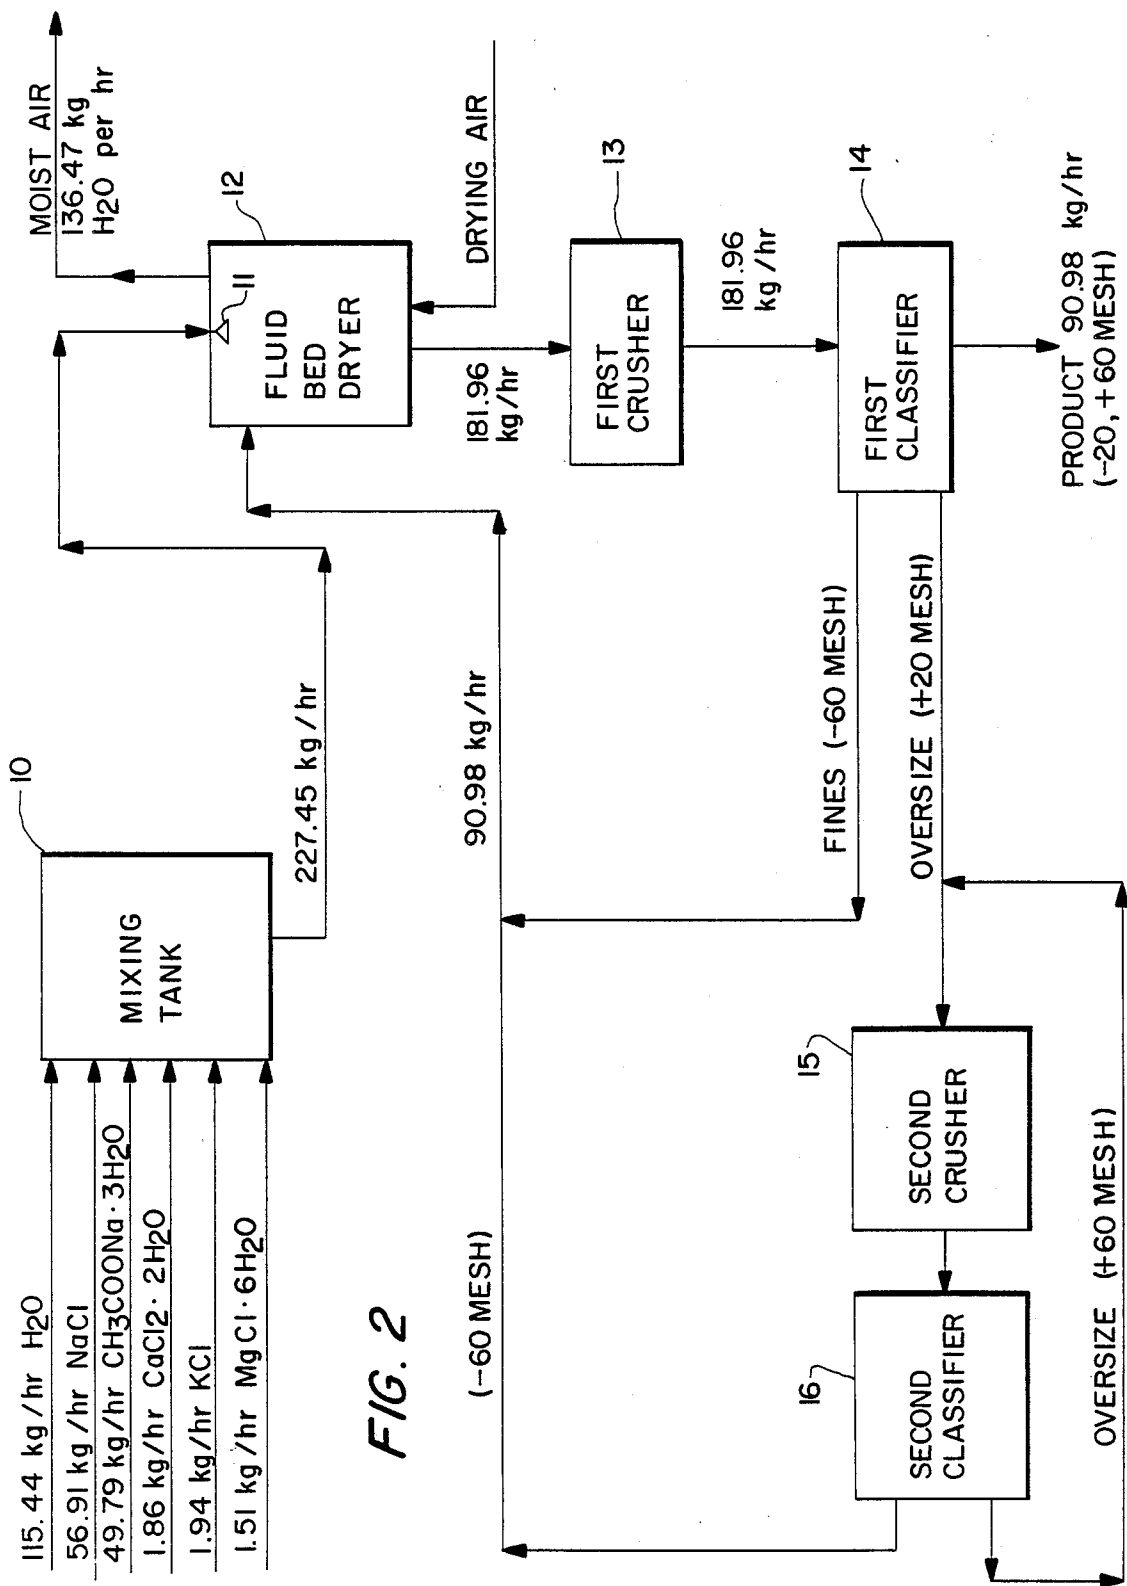 115.44 kg/hr H2O
56.91 kg/hr NaCl
49.79 kg/hr CH3COONa·3H2O
1.86 kg/hr CaCl2·2H2O
1.94 kg/hr KCl
1.51 kg/hr MgCl·6H2O
10
MIXING
TANK
227.45 kg/hr
MOIST AIR
136.47 kg
H2O per hr
12
11
FLUID
BED
DRYER
DRYING AIR
181.96
kg/hr
90.98 kg/hr
(-60 MESH)
13
FIRST
CRUSHER
181.96
kg/hr
14
FIRST
CLASSIFIER
PRODUCT 90.98 kg/hr
(-20,+60 MESH)
FINES (-60 MESH)
OVERSIZE (+20 MESH)
15
SECOND
CRUSHER
16
SECOND
CLASSIFIER
OVERSIZE (+60 MESH)
FIG. 2